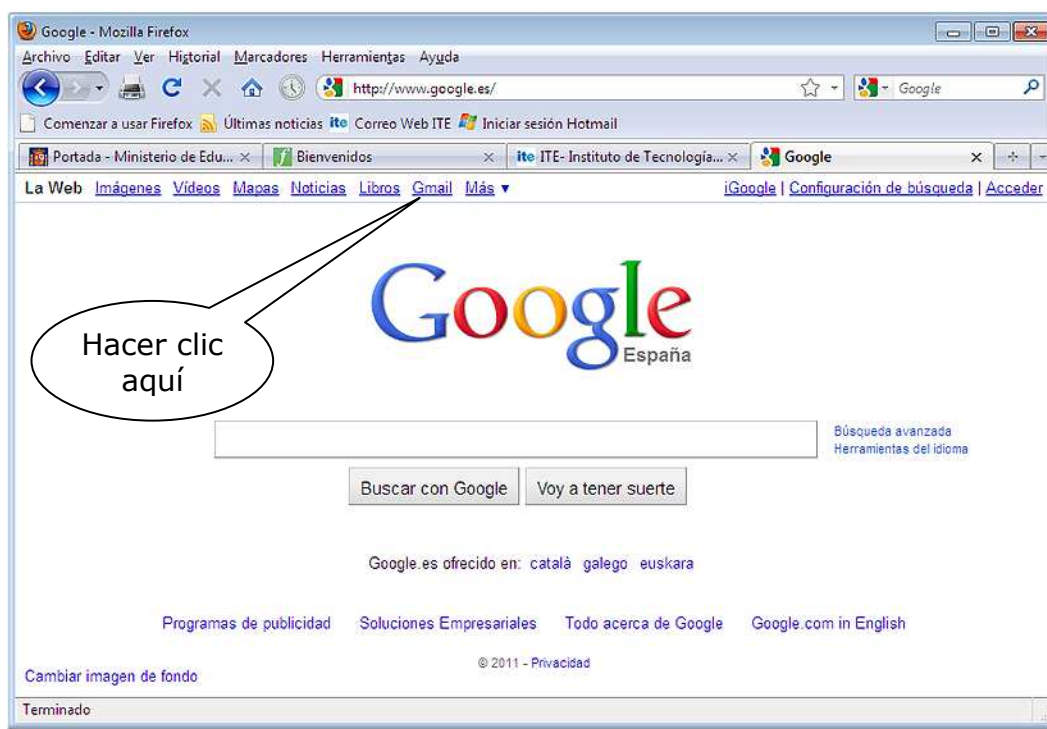 Google - Mozilla Firefox
Archivo Editar Ver Historial Marcadores Herramientas Ayuda
http://www.google.es/ Google
Comenzar a usar Firefox Últimas noticias ite Correo Web ITE Iniciar sesión Hotmail
Portada - Ministerio de Edu... Bienvenidos ite ITE- Instituto de Tecnología... Google
La Web Imágenes Vídeos Mapas Noticias Libros Gmail Más ▼ iGoogle | Configuración de búsqueda | Acceder
Google
España
Hacer clic
aquí
Búsqueda avanzada
Herramientas del idioma
Buscar con Google Voy a tener suerte
Google.es ofrecido en: català galego euskara
Programas de publicidad Soluciones Empresariales Todo acerca de Google Google.com in English
© 2011 - Privacidad
Cambiar imagen de fondo
Terminado